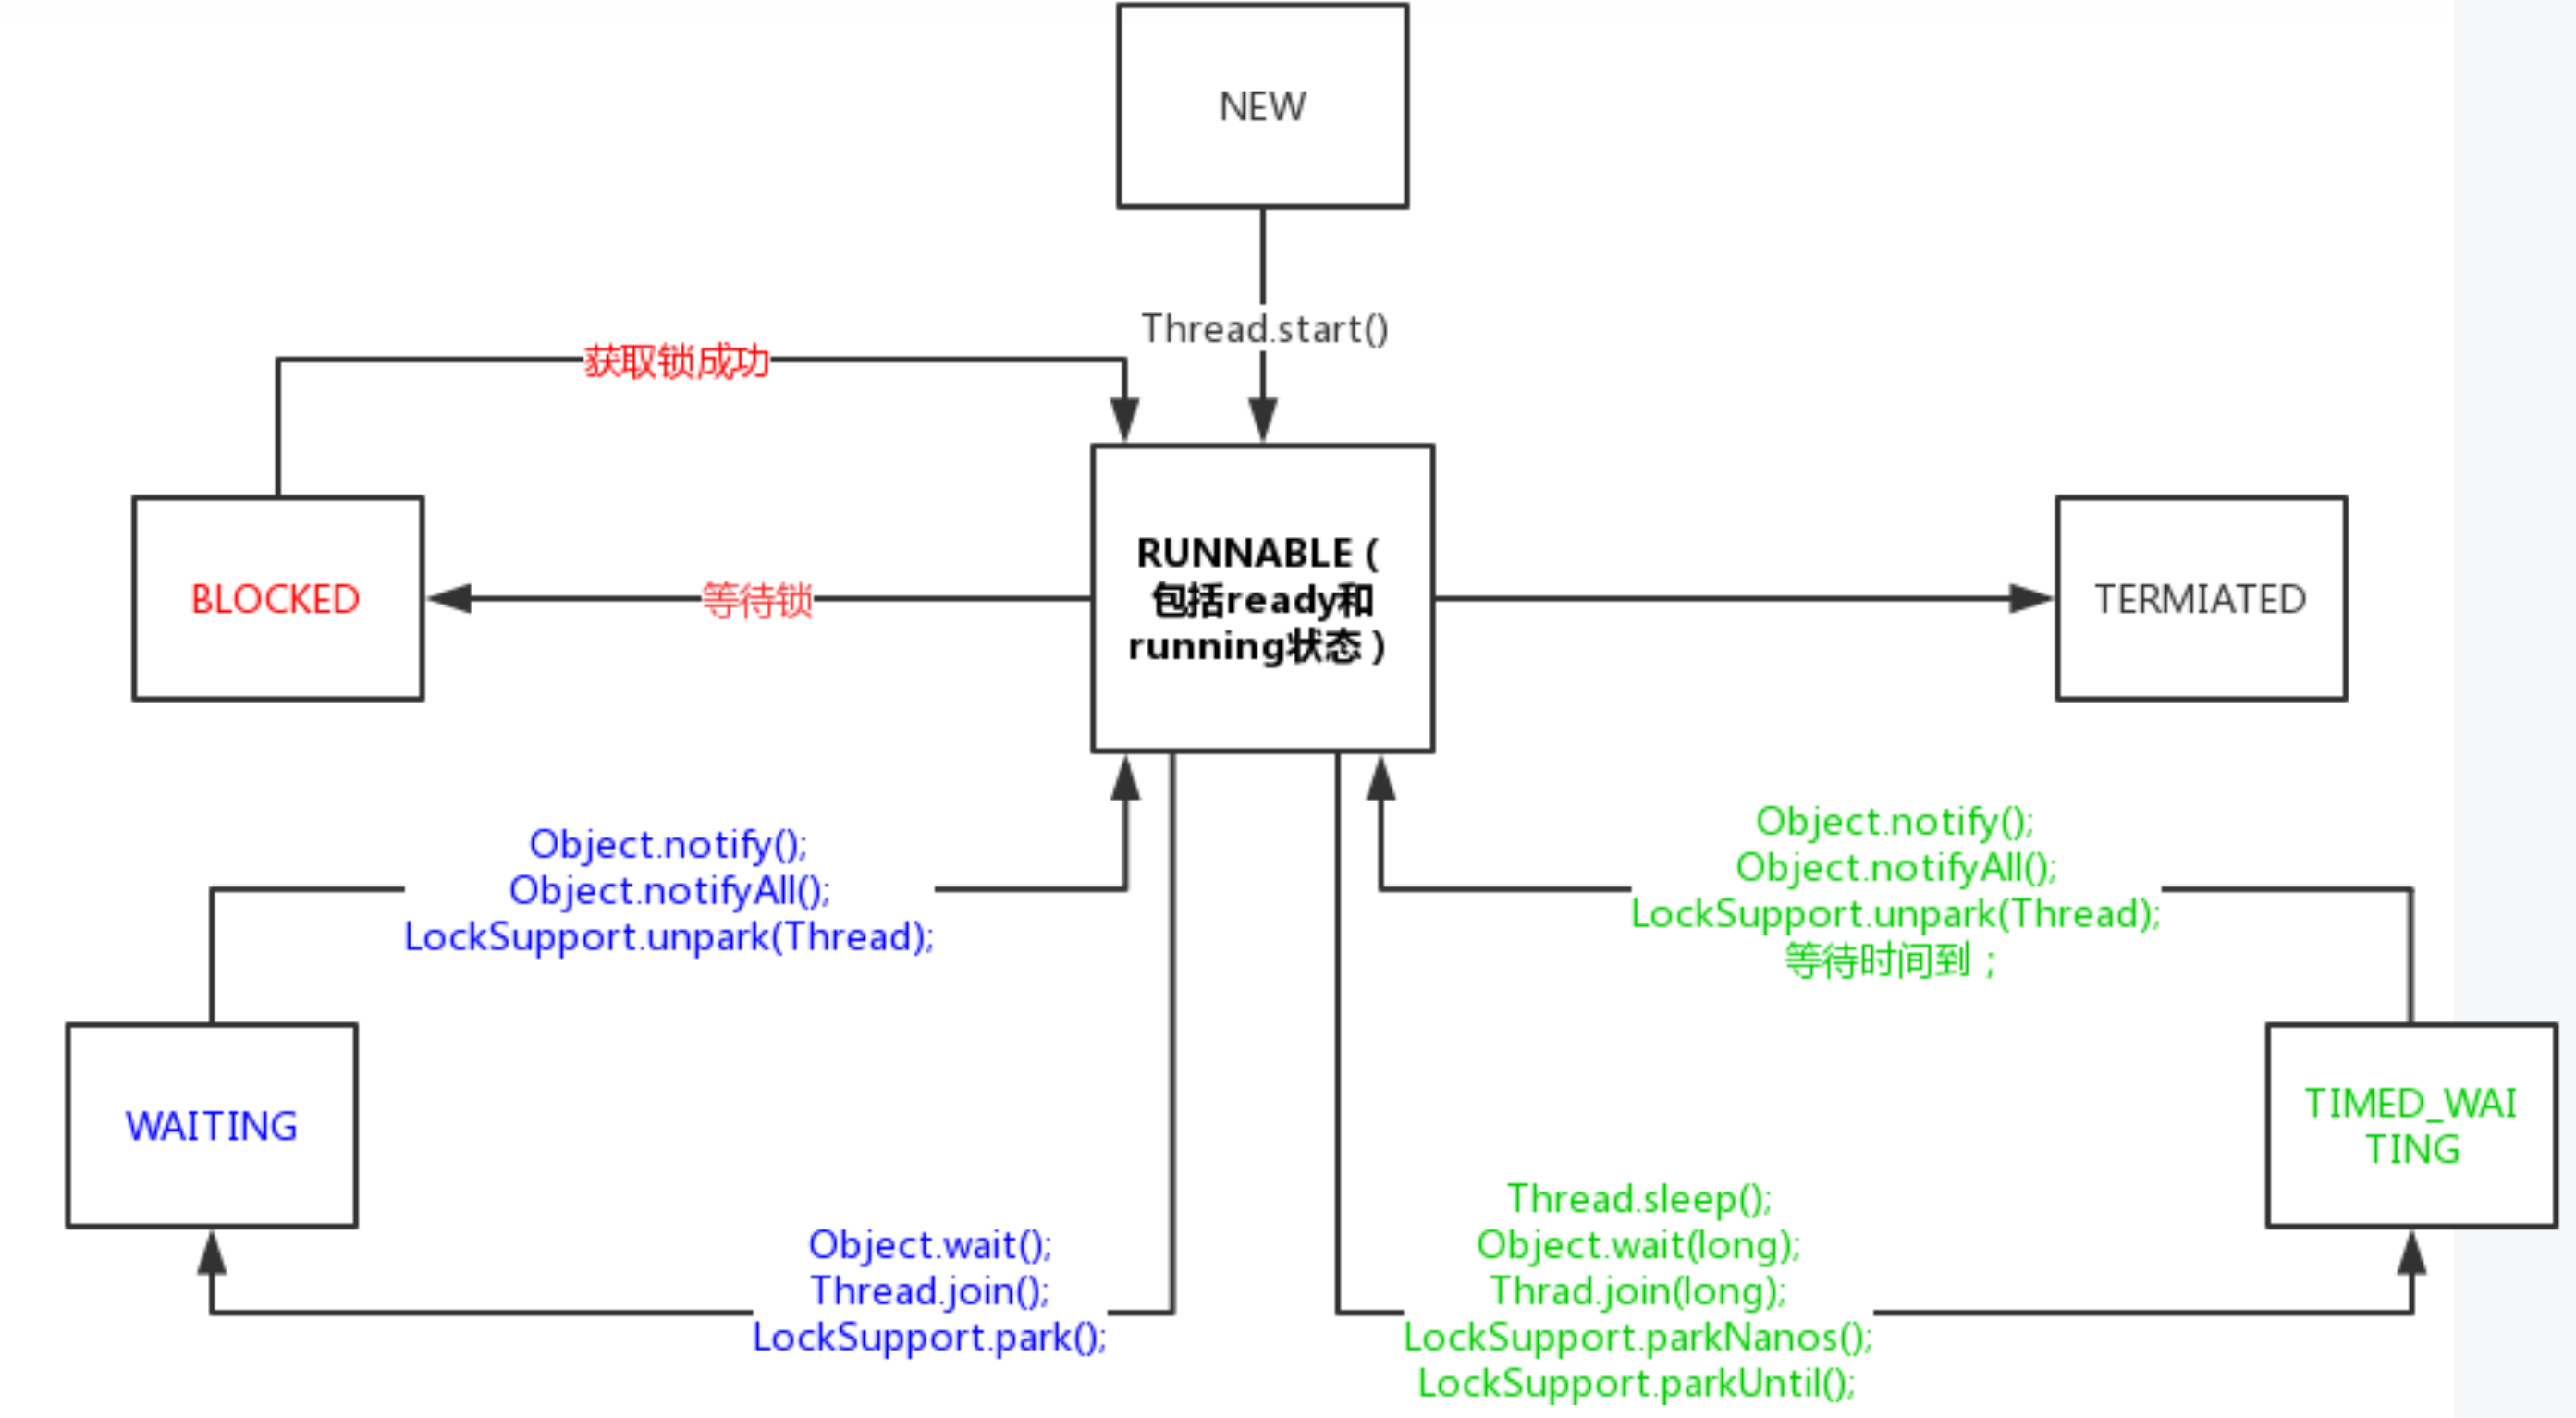 NEW
Thread.start()
获取锁成功
RUNNABLE（
包括ready和
running状态）
BLOCKED
等待锁
TERMIATED
Object.notify();
Object.notifyAll();
LockSupport.unpark(Thread);
Object.notify();
Object.notifyAll();
LockSupport.unpark(Thread);
等待时间到；
WAITING
TIMED_WAI
TING
Object.wait();
Thread.join();
LockSupport.park();
Thread.sleep();
Object.wait(long);
Thrad.join(long);
LockSupport.parkNanos();
LockSupport.parkUntil();